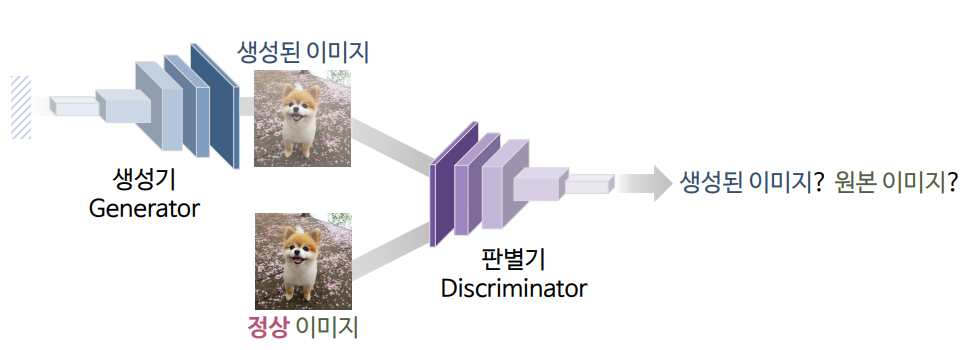 생성된 이미지
생성기
Generator
생성된 이미지? 원본 이미지?
판별기
Discriminator
정상 이미지